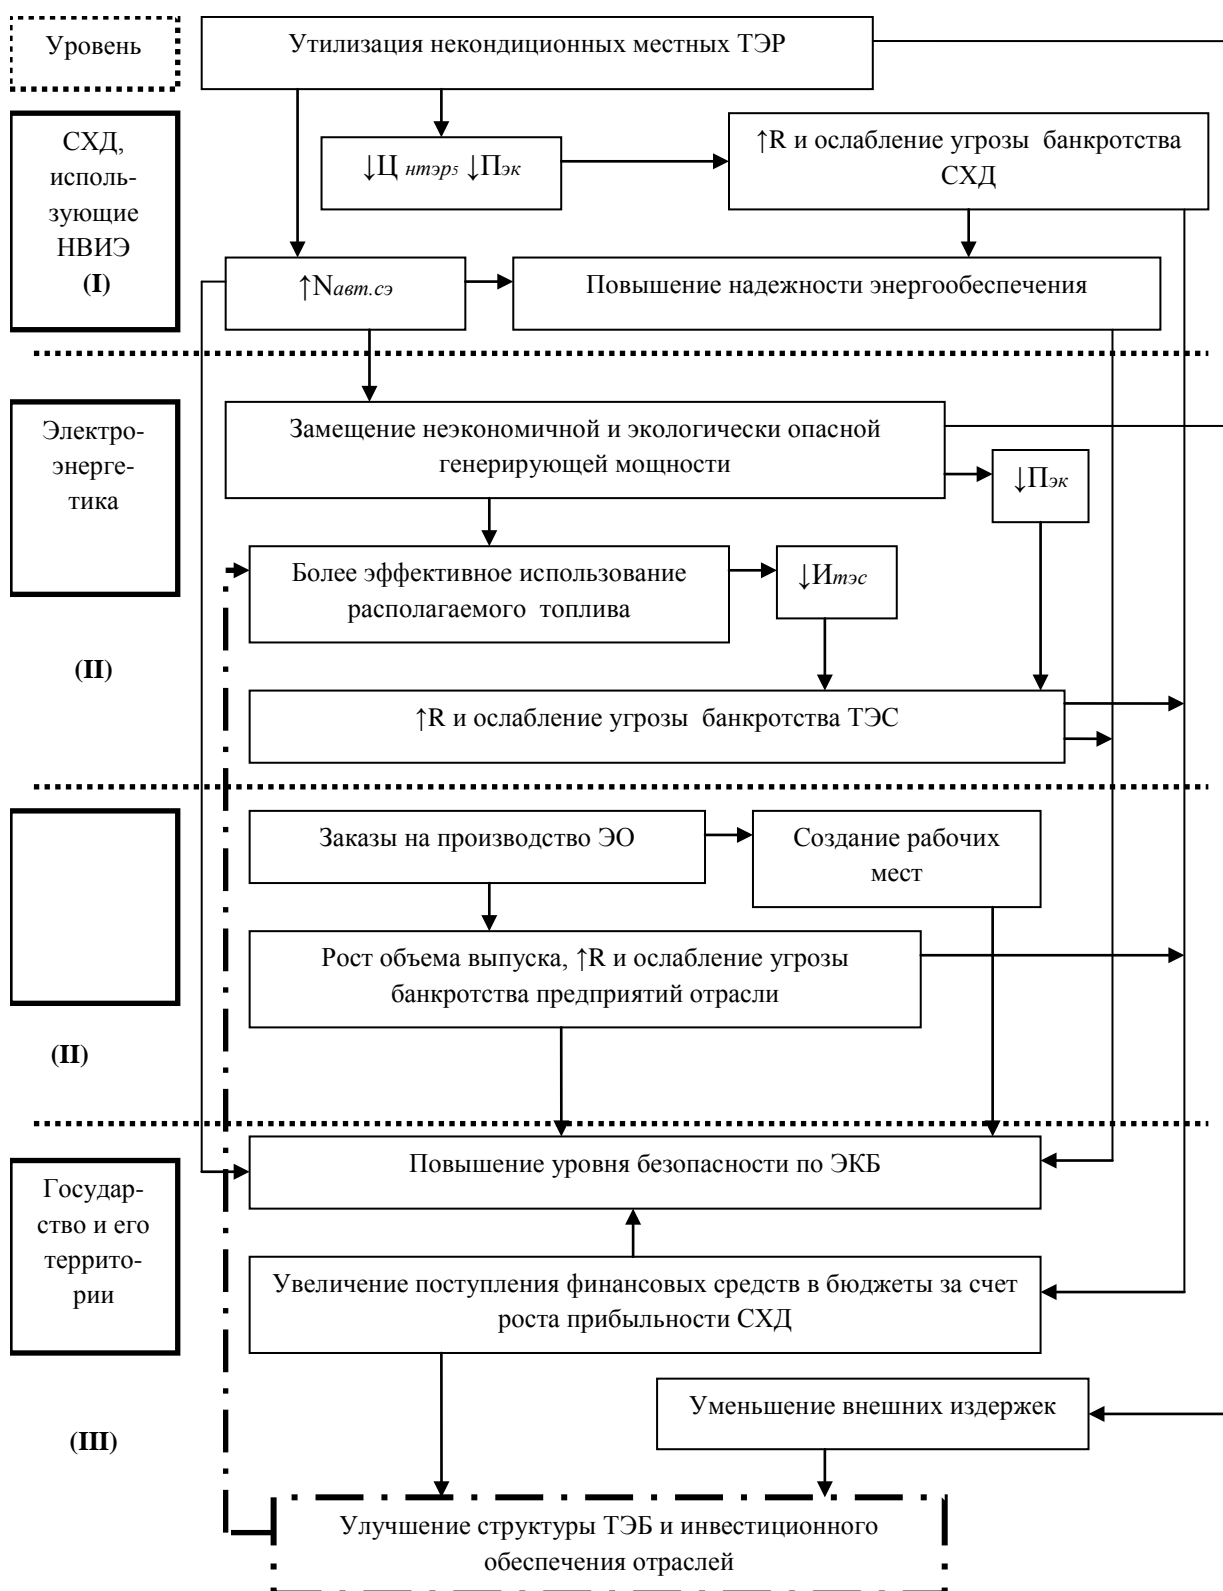 Уровень
Утилизация некондиционных местных ТЭР
СХД,
исполь-
зующие
НВИЭ
(I)
↓Ц нтэр5 ↓Пэк
↑R и ослабление угрозы банкротства
СХД
↑Nавт.сэ
Повышение надежности энергообеспечения
Электро-
энерге-
тика
(II)
Замещение неэкономичной и экологически опасной
генерирующей мощности
↓Пэк
Более эффективное использование
располагаемого топлива
↓Итэс
↑R и ослабление угрозы банкротства ТЭС
(II)
Заказы на производство ЭО
Создание рабочих
мест
Рост объема выпуска, ↑R и ослабление угрозы
банкротства предприятий отрасли
Государ-
ство и его
террито-
рии
(III)
Повышение уровня безопасности по ЭКБ
Увеличение поступления финансовых средств в бюджеты за счет
роста прибыльности СХД
Уменьшение внешних издержек
Улучшение структуры ТЭБ и инвестиционного
обеспечения отраслей